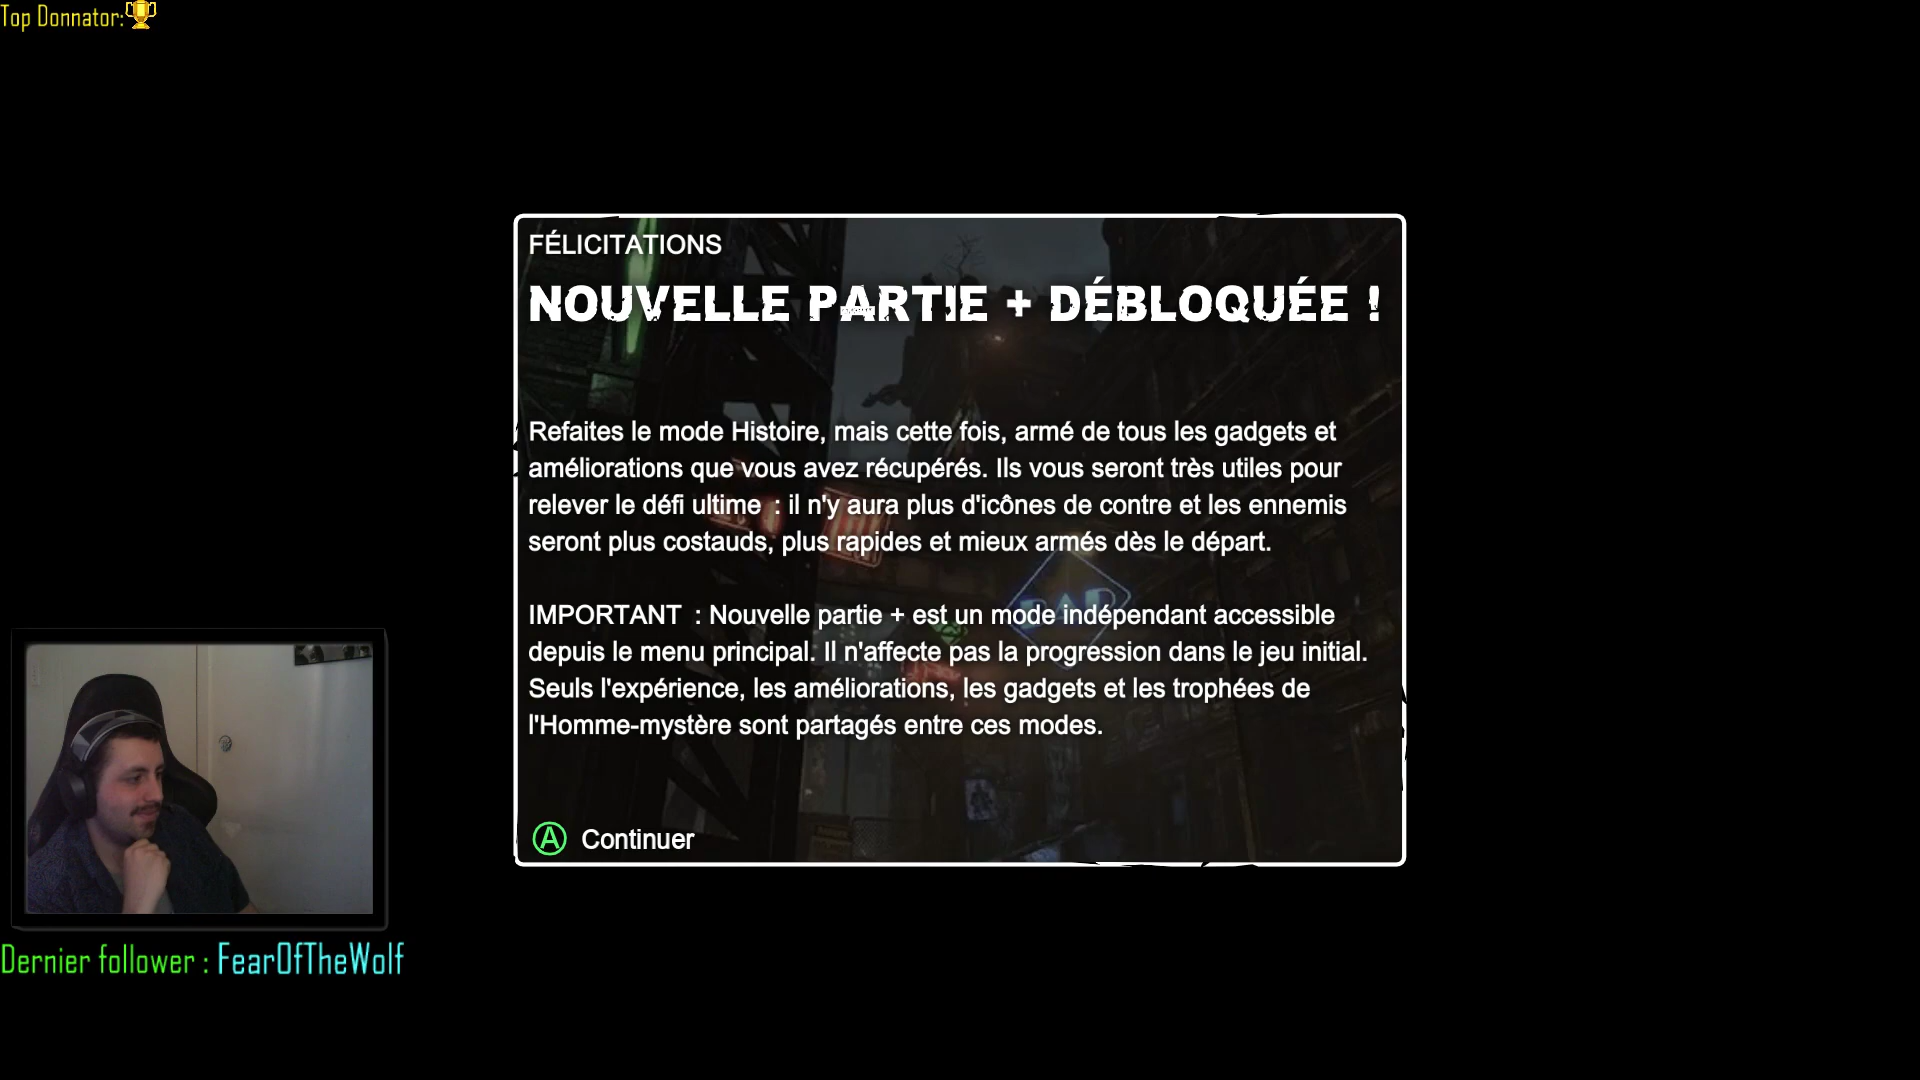 Top Donnator:
FÉLICITATIONS
NOUVELLE PARTIE + DÉBLOQUÉE !
Refaites le mode Histoire, mais cette fois, armé de tous les gadgets et
améliorations que vous avez récupérés. Ils vous seront très utiles pour
relever le défi ultime : il n'y aura plus d'icônes de contre et les ennemis
seront plus costauds, plus rapides et mieux armés dès le départ.
IMPORTANT : Nouvelle partie + est un mode indépendant accessible
depuis le menu principal. Il n'affecte pas la progression dans le jeu initial.
Seuls l'expérience, les améliorations, les gadgets et les trophées de
l'Homme-mystère sont partagés entre ces modes.
A Continuer
BAR
Dernier follower : FearOfTheWolf